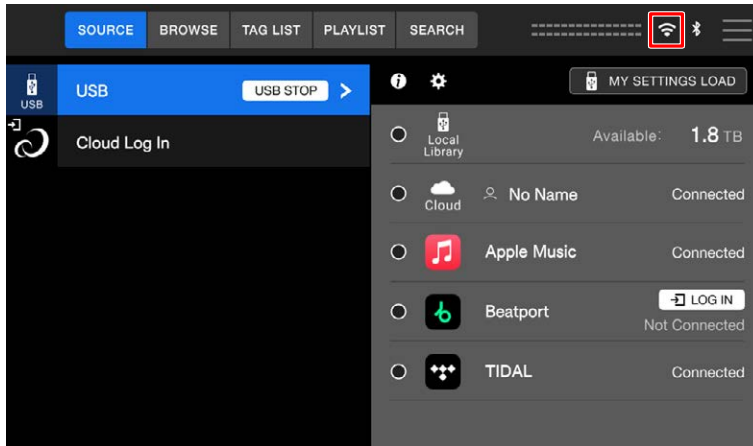 SOURCE BROWSE TAG LIST PLAYLIST SEARCH
USB
USB USB STOP
Cloud Log In
MY SETTINGS LOAD
Local
Library
Available: 1.8 TB
Cloud
No Name Connected
Apple Music Connected
Beatport
LOG IN
Not Connected
TIDAL Connected